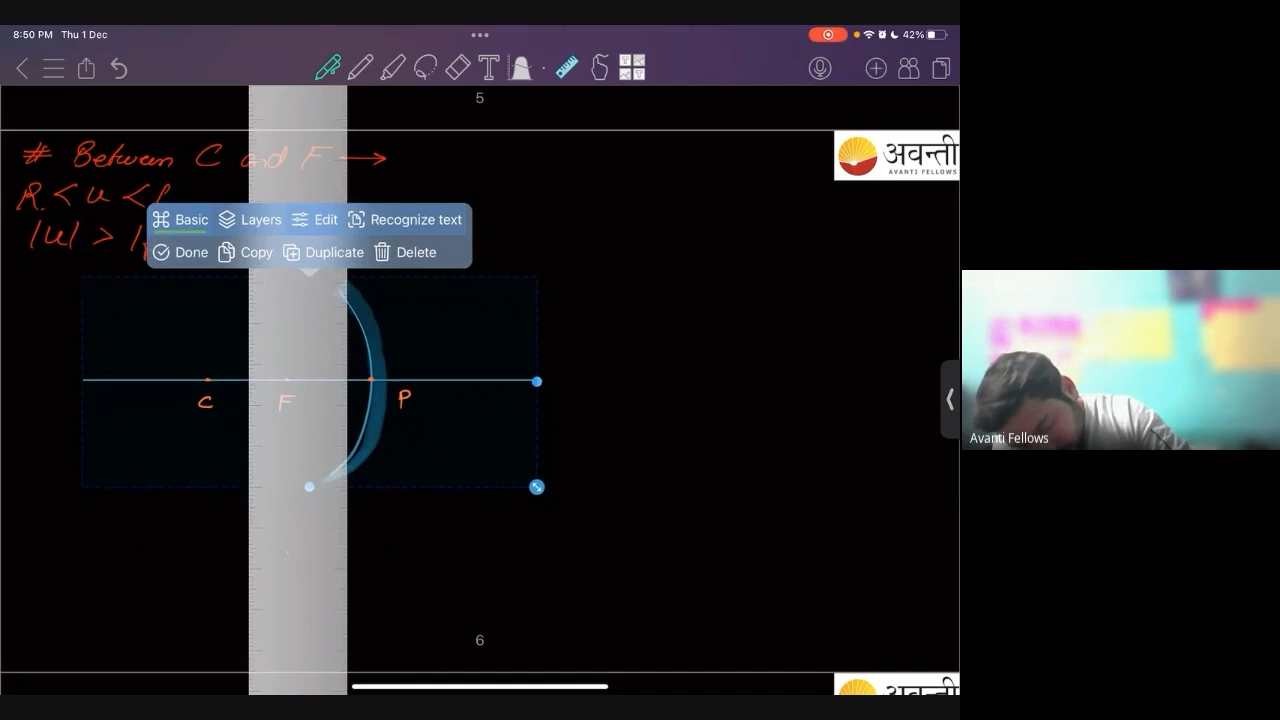 8:50 PM Thu 1 Dec
42%
5
# Between C and F →
अवन्ती
AVANTI FELLOWS
R < u < f
|u| > |f
Basic Layers Edit Recognize text
Done Copy Duplicate Delete
C F P
Avanti Fellows
6
अवन्ती